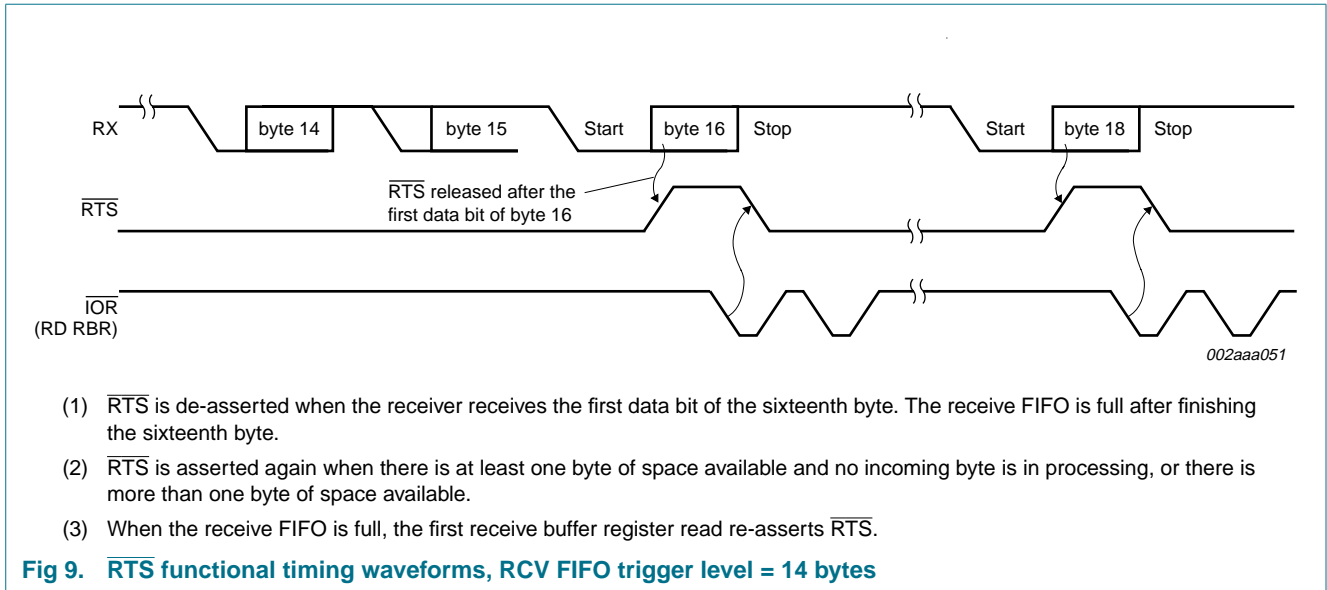 RX
byte 14
byte 15
Start
byte 16
Stop
Start
byte 18
Stop
RTS released after the
first data bit of byte 16
RTS
IOR
(RD RBR)
002aaa051
(1) RTS is de-asserted when the receiver receives the first data bit of the sixteenth byte. The receive FIFO is full after finishing
the sixteenth byte.
(2) RTS is asserted again when there is at least one byte of space available and no incoming byte is in processing, or there is
more than one byte of space available.
(3) When the receive FIFO is full, the first receive buffer register read re-asserts RTS.
Fig 9. RTS functional timing waveforms, RCV FIFO trigger level = 14 bytes